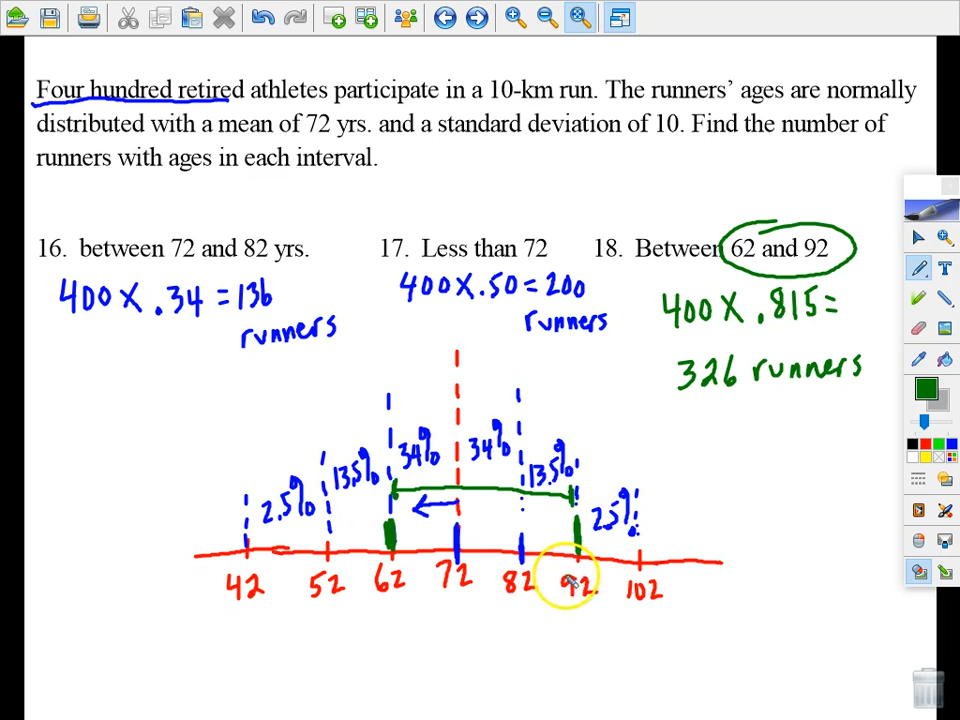 Four hundred retired athletes participate in a 10-km run. The runners' ages are normally
distributed with a mean of 72 yrs. and a standard deviation of 10. Find the number of
runners with ages in each interval.
16. between 72 and 82 yrs. 17. Less than 72 18. Between 62 and 92
400 X .34 = 136
runners
400 X .50 = 200
runners
400 X .815 =
326 runners
2.5% 13.5% 34% 34% 13.5% 2.5%
42 52 62 72 82 92 102